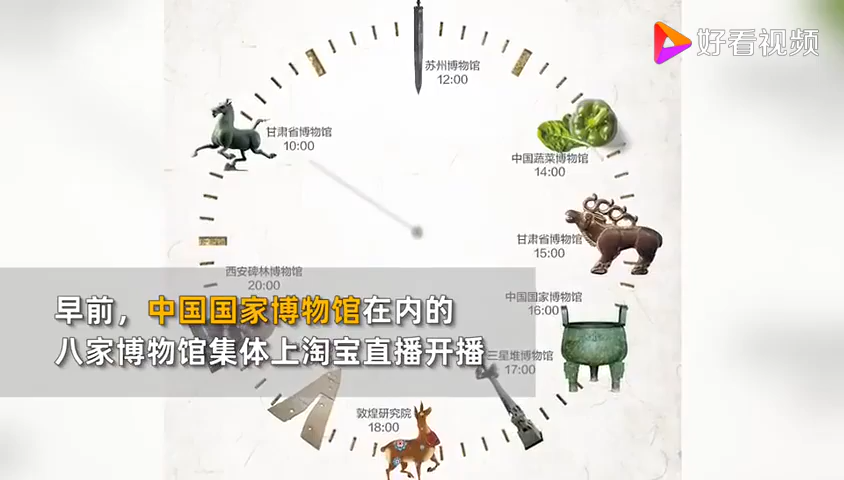 好看视频
苏州博物馆
12:00
甘肃省博物馆
10:00
中国蔬菜博物馆
14:00
甘肃省博物馆
15:00
西安碑林博物馆
20:00
中国国家博物馆
16:00
早前，中国国家博物馆在内的
八家博物馆集体上淘宝直播开播
三星堆博物馆
17:00
敦煌研究院
18:00